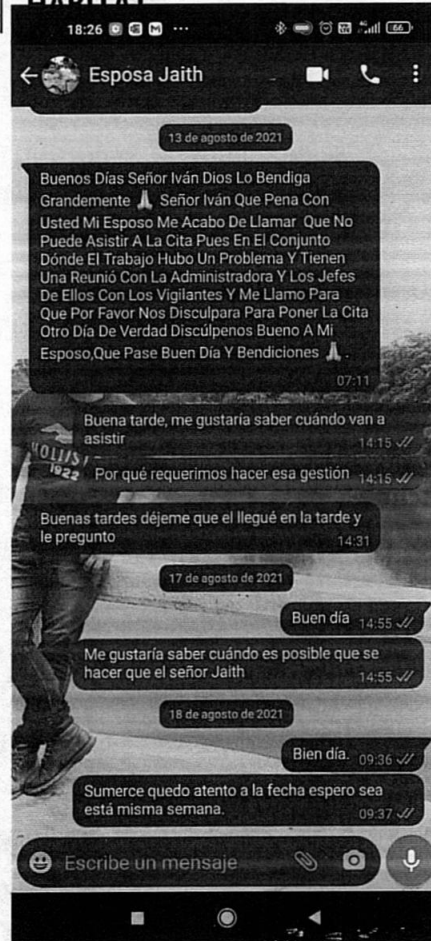 HÁBITAT
18:26
66
Esposa Jaith
13 de agosto de 2021
Buenos Días Señor Iván Dios Lo Bendiga
Grandemente 🙏 Señor Iván Que Pena Con
Usted Mi Esposo Me Acabo De Llamar Que No
Puede Asistir A La Cita Pues En El Conjunto
Dónde El Trabajo Hubo Un Problema Y Tienen
Una Reunió Con La Administradora Y Los Jefes
De Ellos Con Los Vigilantes Y Me Llamo Para
Que Por Favor Nos Disculpara Para Poner La Cita
Otro Día De Verdad Discúlpenos Bueno A Mi
Esposo,Que Pase Buen Día Y Bendiciones 🙏.
07:11
Buena tarde, me gustaría saber cuándo van a
asistir
14:15
HOLLIST
1922
Por qué requerimos hacer esa gestión 14:15
Buenas tardes déjeme que el llegué en la tarde y
le pregunto
14:31
17 de agosto de 2021
Buen día 14:55
Me gustaría saber cuándo es posible que se
hacer que el señor Jaith
14:55
18 de agosto de 2021
Bien día. 09:36
Sumerce quedo atento a la fecha espero sea
está misma semana.
09:37
Escribe un mensaje